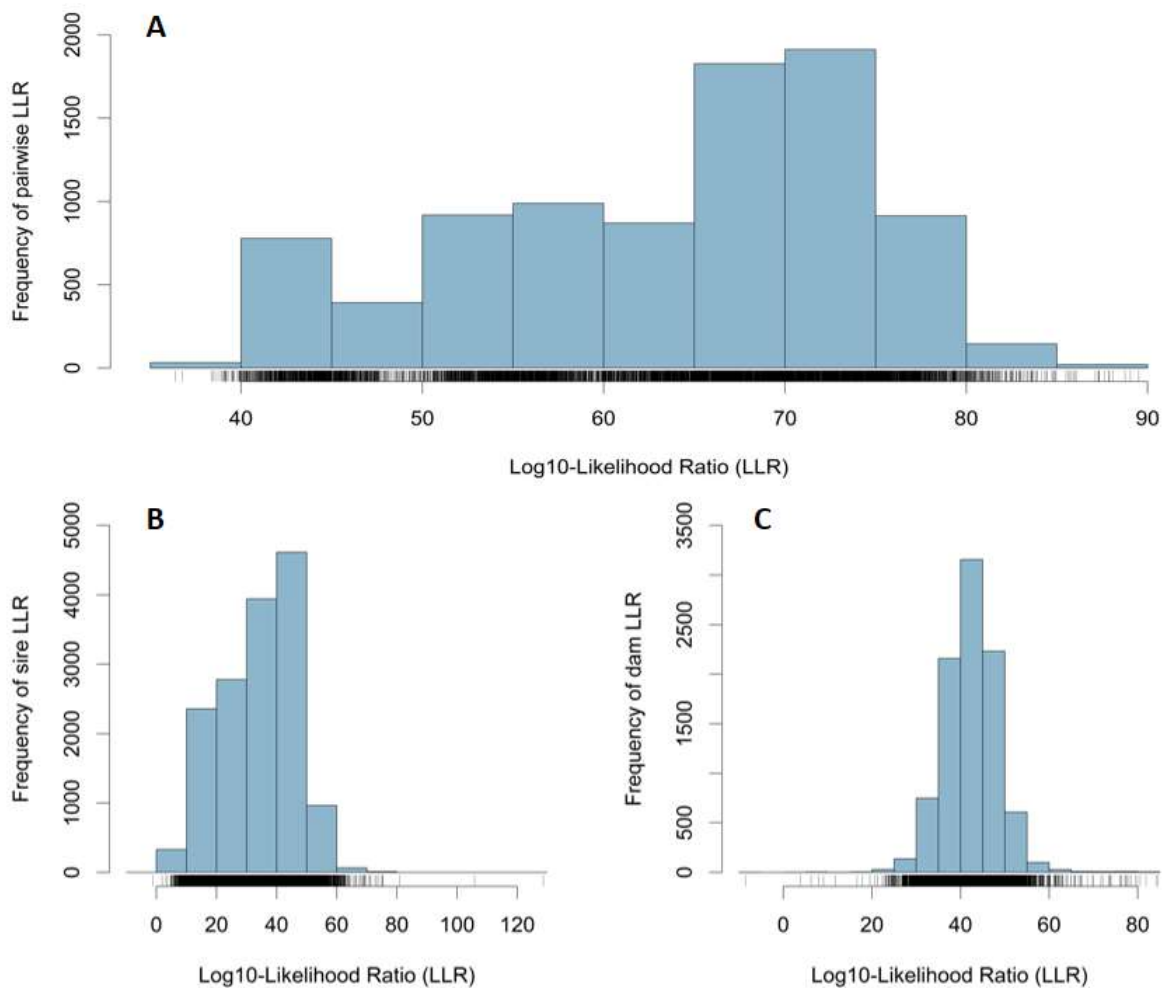 A
Frequency of pairwise LLR
2000
1500
1000
500
0
40 50 60 70 80 90
Log10-Likelihood Ratio (LLR)
B
Frequency of sire LLR
5000
4000
3000
2000
1000
0
0 20 40 60 80 100 120
Log10-Likelihood Ratio (LLR)
C
Frequency of dam LLR
3500
2500
1500
500
0
0 20 40 60 80
Log10-Likelihood Ratio (LLR)